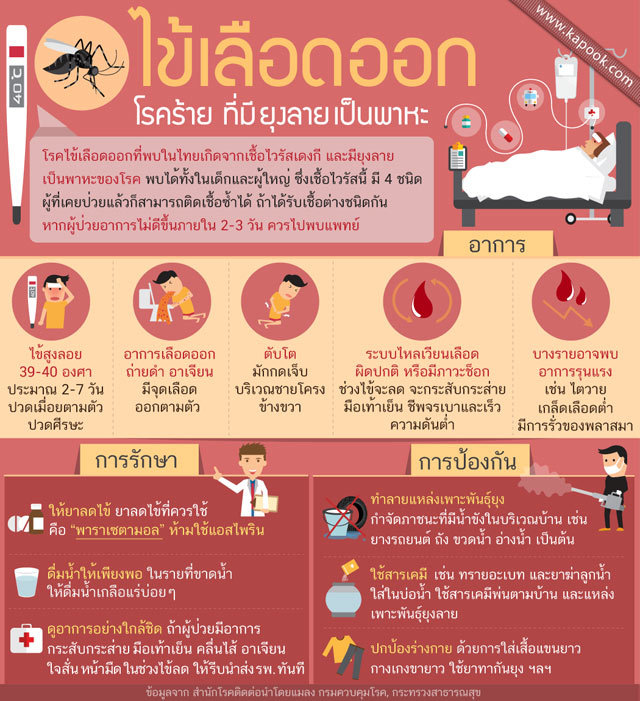 www.kapook.com
40°C
ไข้เลือดออก
โรคร้าย ที่มียุงลายเป็นพาหะ
โรคไข้เลือดออกที่พบในไทยเกิดจากเชื้อไวรัสเดงกี และมียุงลาย
เป็นพาหะของโรค พบได้ทั้งในเด็กและผู้ใหญ่ ซึ่งเชื้อไวรัสนี้ มี 4 ชนิด
ผู้ที่เคยป่วยแล้วก็สามารถติดเชื้อซ้ำได้ ถ้าได้รับเชื้อต่างชนิดกัน
หากผู้ป่วยอาการไม่ดีขึ้นภายใน 2-3 วัน ควรไปพบแพทย์
อาการ
ไข้สูงลอย
39-40 องศา
ประมาณ 2-7 วัน
ปวดเมื่อยตามตัว
ปวดศีรษะ
อาการเลือดออก
ถ่ายดำ อาเจียน
มีจุดเลือด
ออกตามตัว
ตับโต
มักกดเจ็บ
บริเวณชายโครง
ข้างขวา
ระบบไหลเวียนเลือด
ผิดปกติ หรือมีภาวะช็อก
ช่วงไข้จะลด จะกระสับกระส่าย
มือเท้าเย็น ชีพจรเบาและเร็ว
ความดันต่ำ
บางรายอาจพบ
อาการรุนแรง
เช่น ไตวาย
เกล็ดเลือดต่ำ
มีการรั่วของพลาสมา
การรักษา
ให้ยาลดไข้ ยาลดไข้ที่ควรใช้
คือ “พาราเซตามอล” ห้ามใช้แอสไพริน
ดื่มน้ำให้เพียงพอ ในรายที่ขาดน้ำ
ให้ดื่มน้ำเกลือแร่บ่อยๆ
ดูอาการอย่างใกล้ชิด ถ้าผู้ป่วยมีอาการ
กระสับกระส่าย มือเท้าเย็น คลื่นไส้ อาเจียน
ใจสั่น หน้ามืด ในช่วงไข้ลด ให้รีบนำส่งรพ. ทันที
การป้องกัน
ทำลายแหล่งเพาะพันธุ์ยุง
กำจัดภาชนะที่มีน้ำขังในบริเวณบ้าน เช่น
ยางรถยนต์ ถัง ขวดน้ำ อ่างน้ำ เป็นต้น
ใช้สารเคมี เช่น ทรายอะเบท และยาฆ่าลูกน้ำ
ใส่ในบ่อน้ำ ใช้สารเคมีพ่นตามบ้าน และแหล่ง
เพาะพันธุ์ยุงลาย
ปกป้องร่างกาย ด้วยการใส่เสื้อแขนยาว
กางเกงขายาว ใช้ยาทากันยุง ฯลฯ
ข้อมูลจาก สำนักโรคติดต่อนำโดยแมลง กรมควบคุมโรค, กระทรวงสาธารณสุข